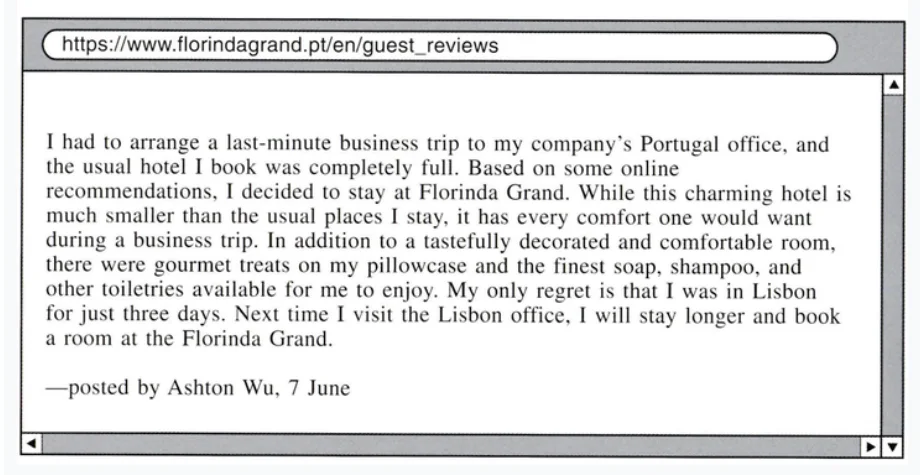 https://www.florindagrand.pt/en/guest_reviews
I had to arrange a last-minute business trip to my company's Portugal office, and
the usual hotel I book was completely full. Based on some online
recommendations, I decided to stay at Florinda Grand. While this charming hotel is
much smaller than the usual places I stay, it has every comfort one would want
during a business trip. In addition to a tastefully decorated and comfortable room,
there were gourmet treats on my pillowcase and the finest soap, shampoo, and
other toiletries available for me to enjoy. My only regret is that I was in Lisbon
for just three days. Next time I visit the Lisbon office, I will stay longer and book
a room at the Florinda Grand.
—posted by Ashton Wu, 7 June